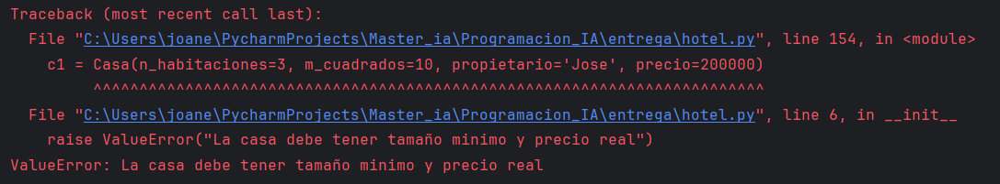 Traceback (most recent call last):
  File "C:\Users\joane\PycharmProjects\Master_ia\Programacion_IA\entrega\hotel.py", line 154, in <module>
    c1 = Casa(n_habitaciones=3, m_cuadrados=10, propietario='Jose', precio=200000)
         ^^^^^^^^^^^^^^^^^^^^^^^^^^^^^^^^^^^^^^^^^^^^^^^^^^^^^^^^^^^^^^^^^^^^^^^^^
  File "C:\Users\joane\PycharmProjects\Master_ia\Programacion_IA\entrega\hotel.py", line 6, in __init__
    raise ValueError("La casa debe tener tamaño minimo y precio real")
ValueError: La casa debe tener tamaño minimo y precio real